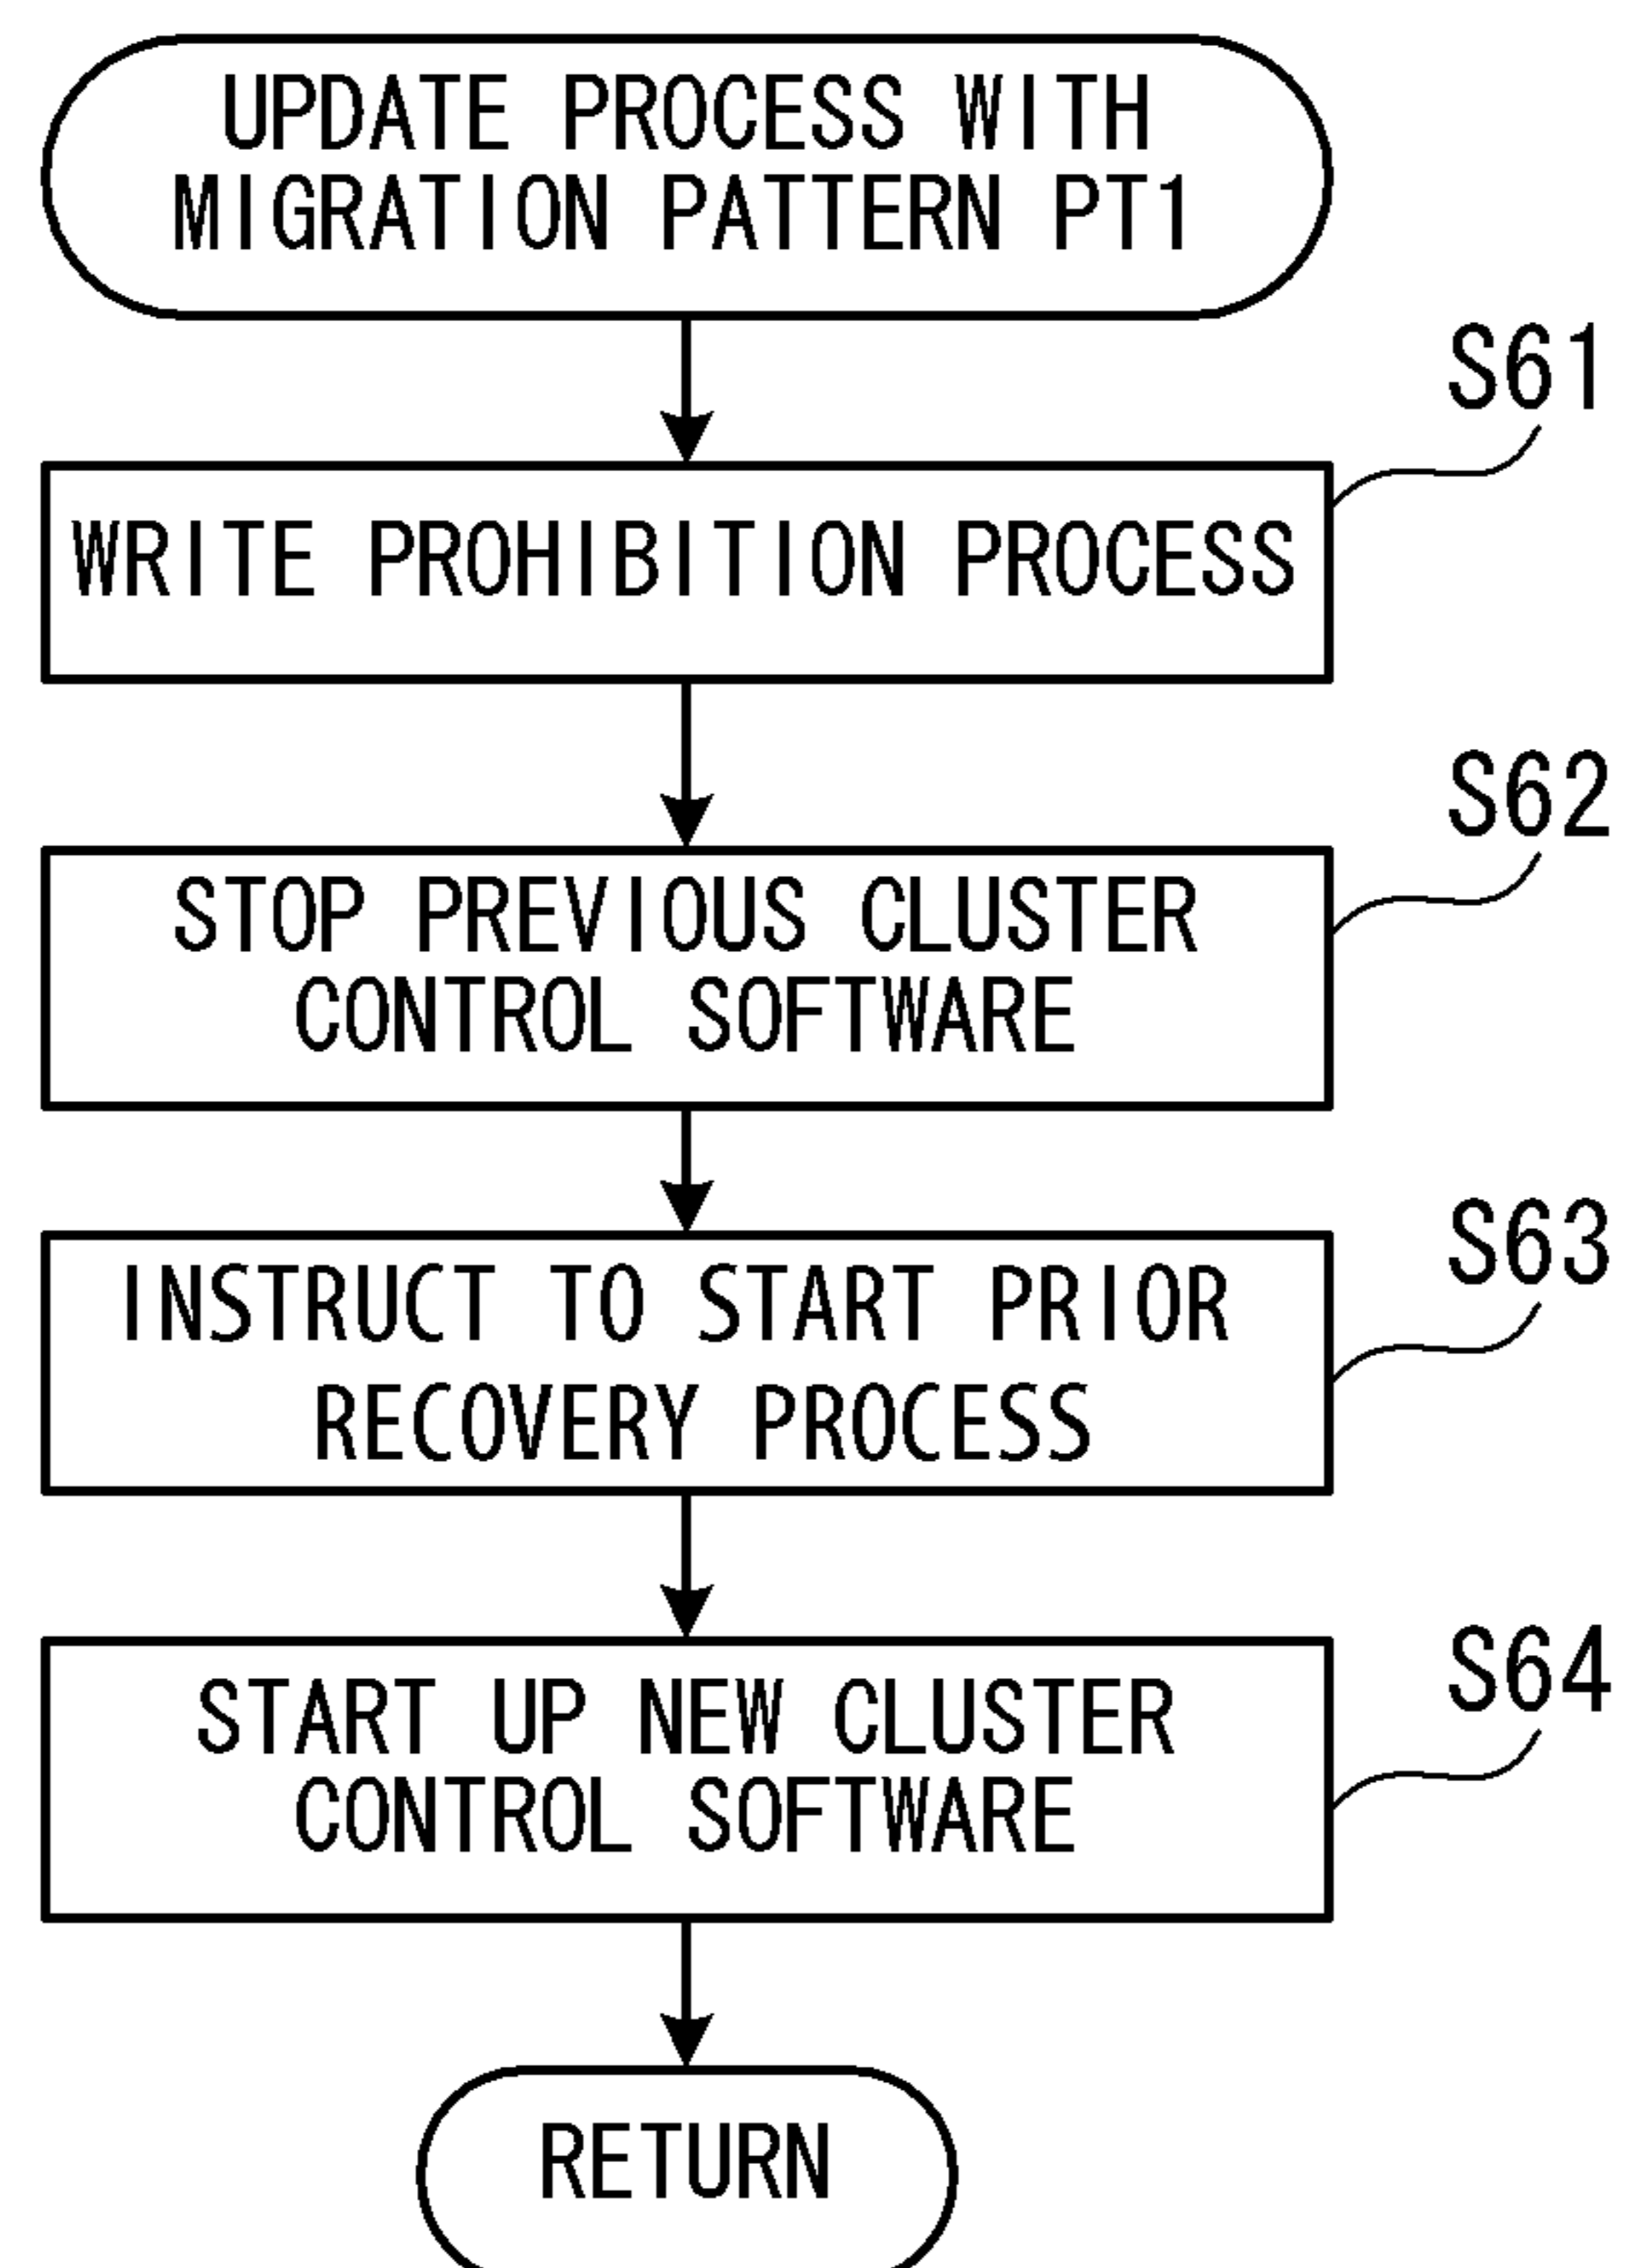 UPDATE PROCESS WITH
MIGRATION PATTERN PT1
S61
WRITE PROHIBITION PROCESS
S62
STOP PREVIOUS CLUSTER
CONTROL SOFTWARE
S63
INSTRUCT TO START PRIOR
RECOVERY PROCESS
S64
START UP NEW CLUSTER
CONTROL SOFTWARE
RETURN